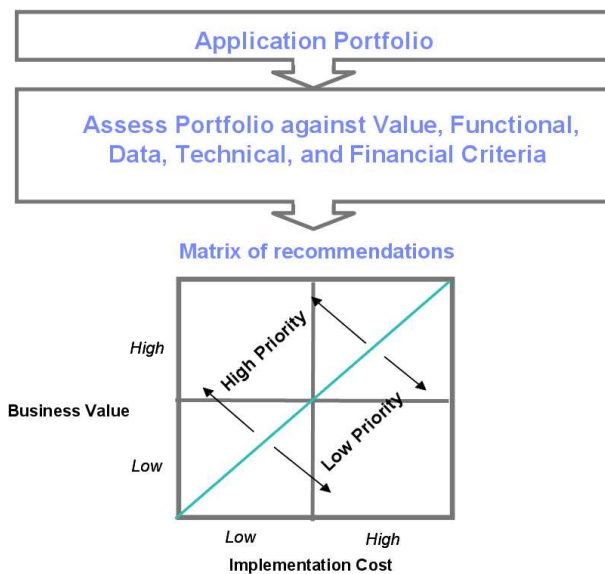 Application Portfolio
Assess Portfolio against Value, Functional,
Data, Technical, and Financial Criteria
Matrix of recommendations
High
High Priority
Business Value
Low Priority
Low
Low
High
Implementation Cost